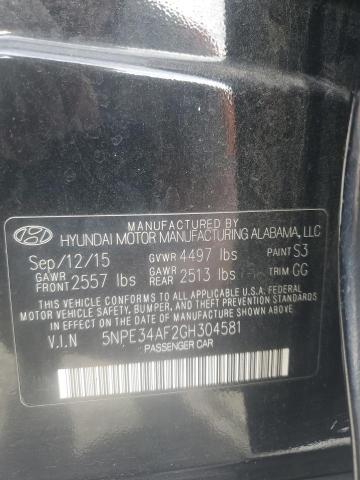 MANUFACTURED BY
HYUNDAI MOTOR MANUFACTURING ALABAMA, LLC
Sep/12/15 GVWR 4497 lbs PAINT S3
GAWR FRONT 2557 lbs GAWR REAR 2513 lbs TRIM GG
THIS VEHICLE CONFORMS TO ALL APPLICABLE U.S.A. FEDERAL
MOTOR VEHICLE SAFETY, BUMPER, AND THEFT PREVENTION
STANDARDS IN EFFECT ON THE DATE OF MANUFACTURE SHOWN ABOVE.
V.I.N 5NPE34AF2GH304581
PASSENGER CAR